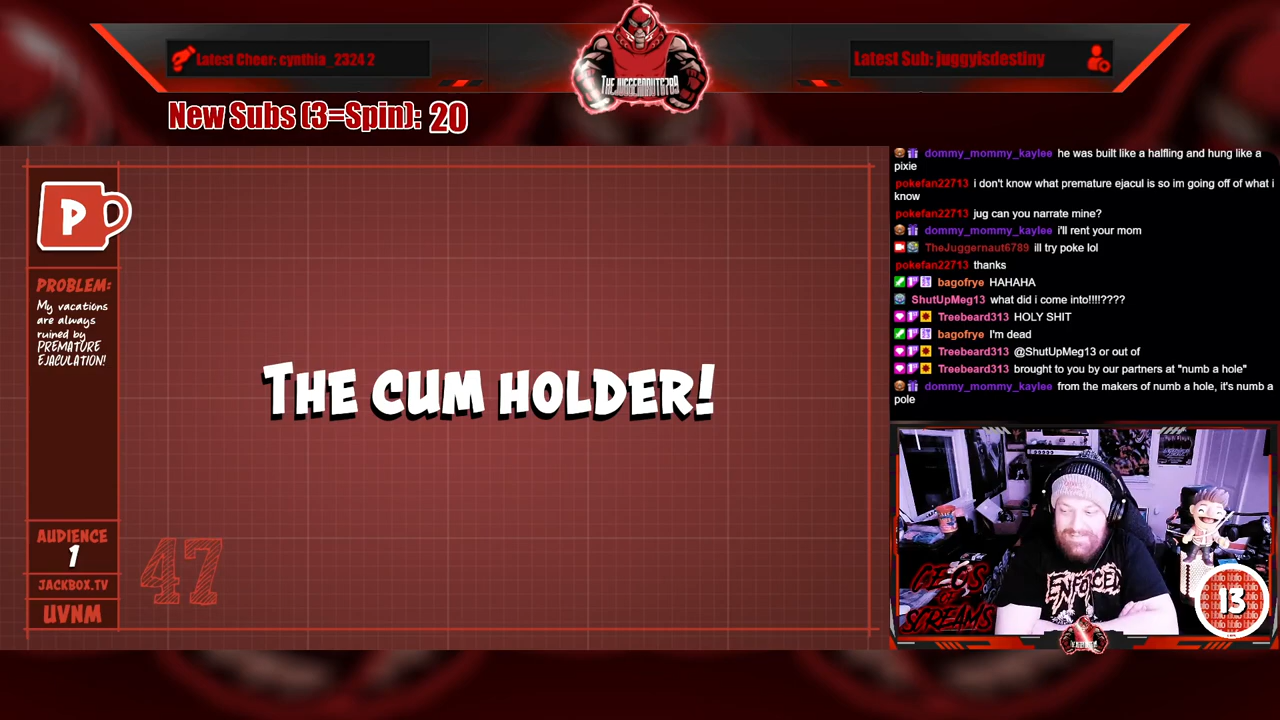 Latest Cheer: cynthia_2324 2
THEJUGGERNAUT6789
Latest Sub: juggyisdestiny
New Subs (3=Spin): 20
P
PROBLEM:
My vacations
are always
ruined by
PREMATURE
EJACULATION!
THE CUM HOLDER!
AUDIENCE
1
JACKBOX.TV
UVNM
47
dommy_mommy_kaylee he was built like a halfling and hung like a
pixie
pokefan22713 i don't know what premature ejacul is so im going off of what i
know
pokefan22713 jug can you narrate mine?
dommy_mommy_kaylee i'll rent your mom
TheJuggernaut6789 ill try poke lol
pokefan22713 thanks
bagofrye HAHAHA
ShutUpMeg13 what did i come into!!!!????
Treebeard313 HOLY SHIT
bagofrye I'm dead
Treebeard313 @ShutUpMeg13 or out of
Treebeard313 brought to you by our partners at "numb a hole"
dommy_mommy_kaylee from the makers of numb a hole, it's numb a
pole
ENFORCED
SCREAMS
13